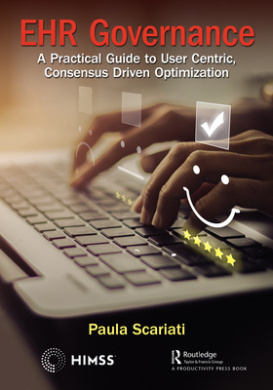 EHR Governance
A Practical Guide to User Centric,
Consensus Driven Optimization
Paula Scariati
HIMSS
Routledge
Taylor & Francis Group
A PRODUCTIVITY PRESS BOOK